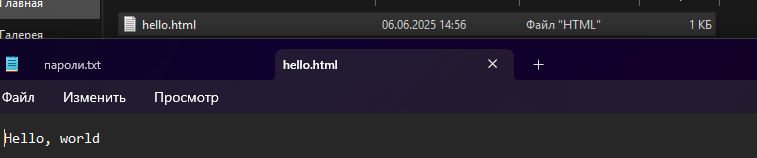 Главная
hello.html 06.06.2025 14:56 Файл "HTML" 1 КБ
Галерея
пароли.txt hello.html
Файл Изменить Просмотр
Hello, world